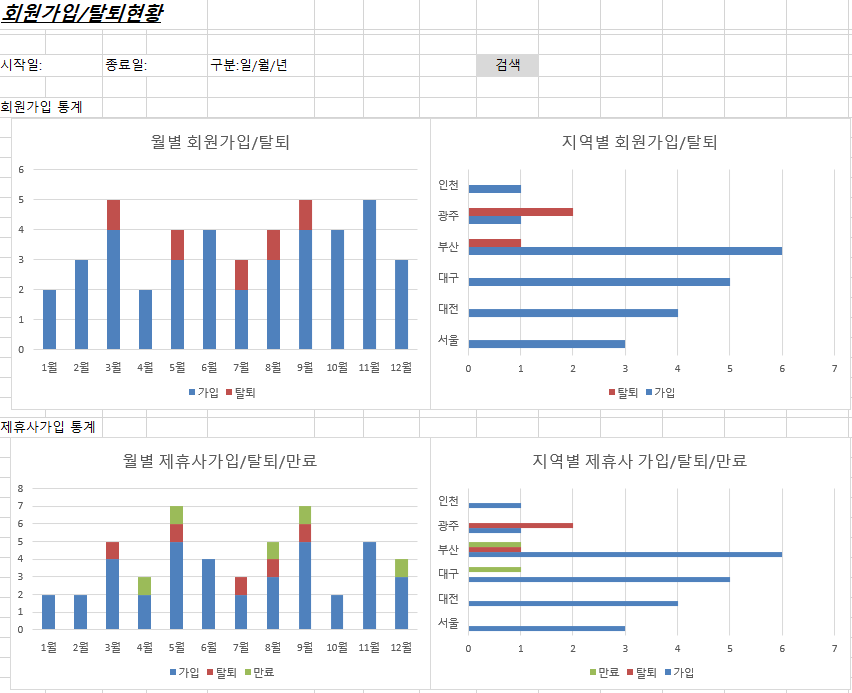 회원가입/탈퇴현황
시작일: 종료일: 구분:일/월/년 검색
회원가입 통계
월별 회원가입/탈퇴
6
5
4
3
2
1
0
1월 2월 3월 4월 5월 6월 7월 8월 9월 10월 11월 12월
가입 탈퇴
지역별 회원가입/탈퇴
인천
광주
부산
대구
대전
서울
0 1 2 3 4 5 6 7
탈퇴 가입
제휴사가입 통계
월별 제휴사가입/탈퇴/만료
8
7
6
5
4
3
2
1
0
1월 2월 3월 4월 5월 6월 7월 8월 9월 10월 11월 12월
가입 탈퇴 만료
지역별 제휴사 가입/탈퇴/만료
인천
광주
부산
대구
대전
서울
0 1 2 3 4 5 6 7
만료 탈퇴 가입